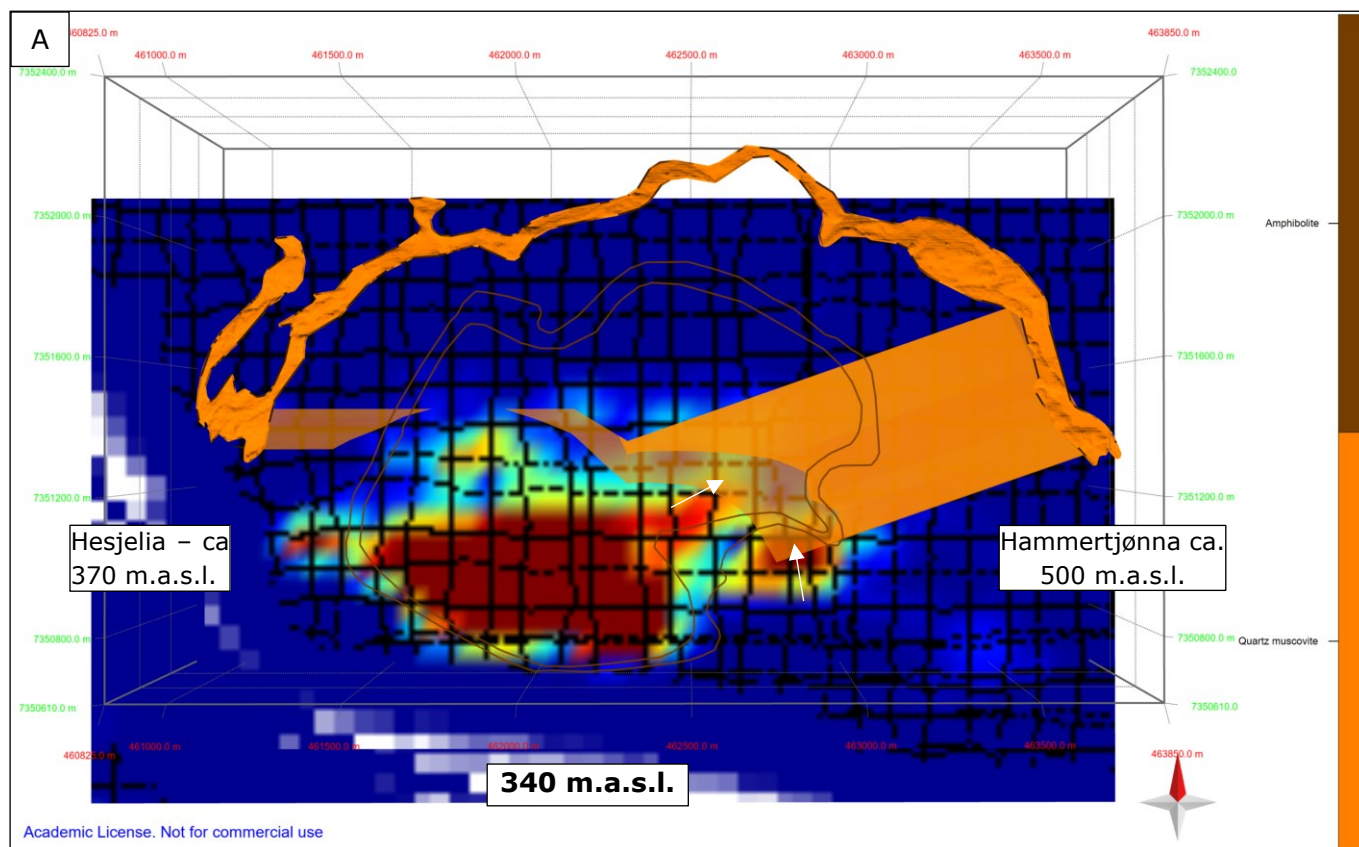 A
460825.0 m
461000.0 m
461500.0 m
462000.0 m
462500.0 m
463000.0 m
463500.0 m
463850.0 m
7352400.0 m
7352400.0
7352000.0 m
7352000.0 m
Amphibolite
7351600.0 m
7351600.0 m
7351200.0 m
7351200.0 m
Hesjelia – ca
370 m.a.s.l.
Hammertjønna ca.
500 m.a.s.l.
7350800.0 m
7350800.0 m
Quartz muscovite
7350610.0 m
7350610.0
460825.0 m
461000.0 m
461500.0 m
462000.0 m
462500.0 m
463000.0 m
463500.0 m
463850.0 m
340 m.a.s.l.
Academic License. Not for commercial use